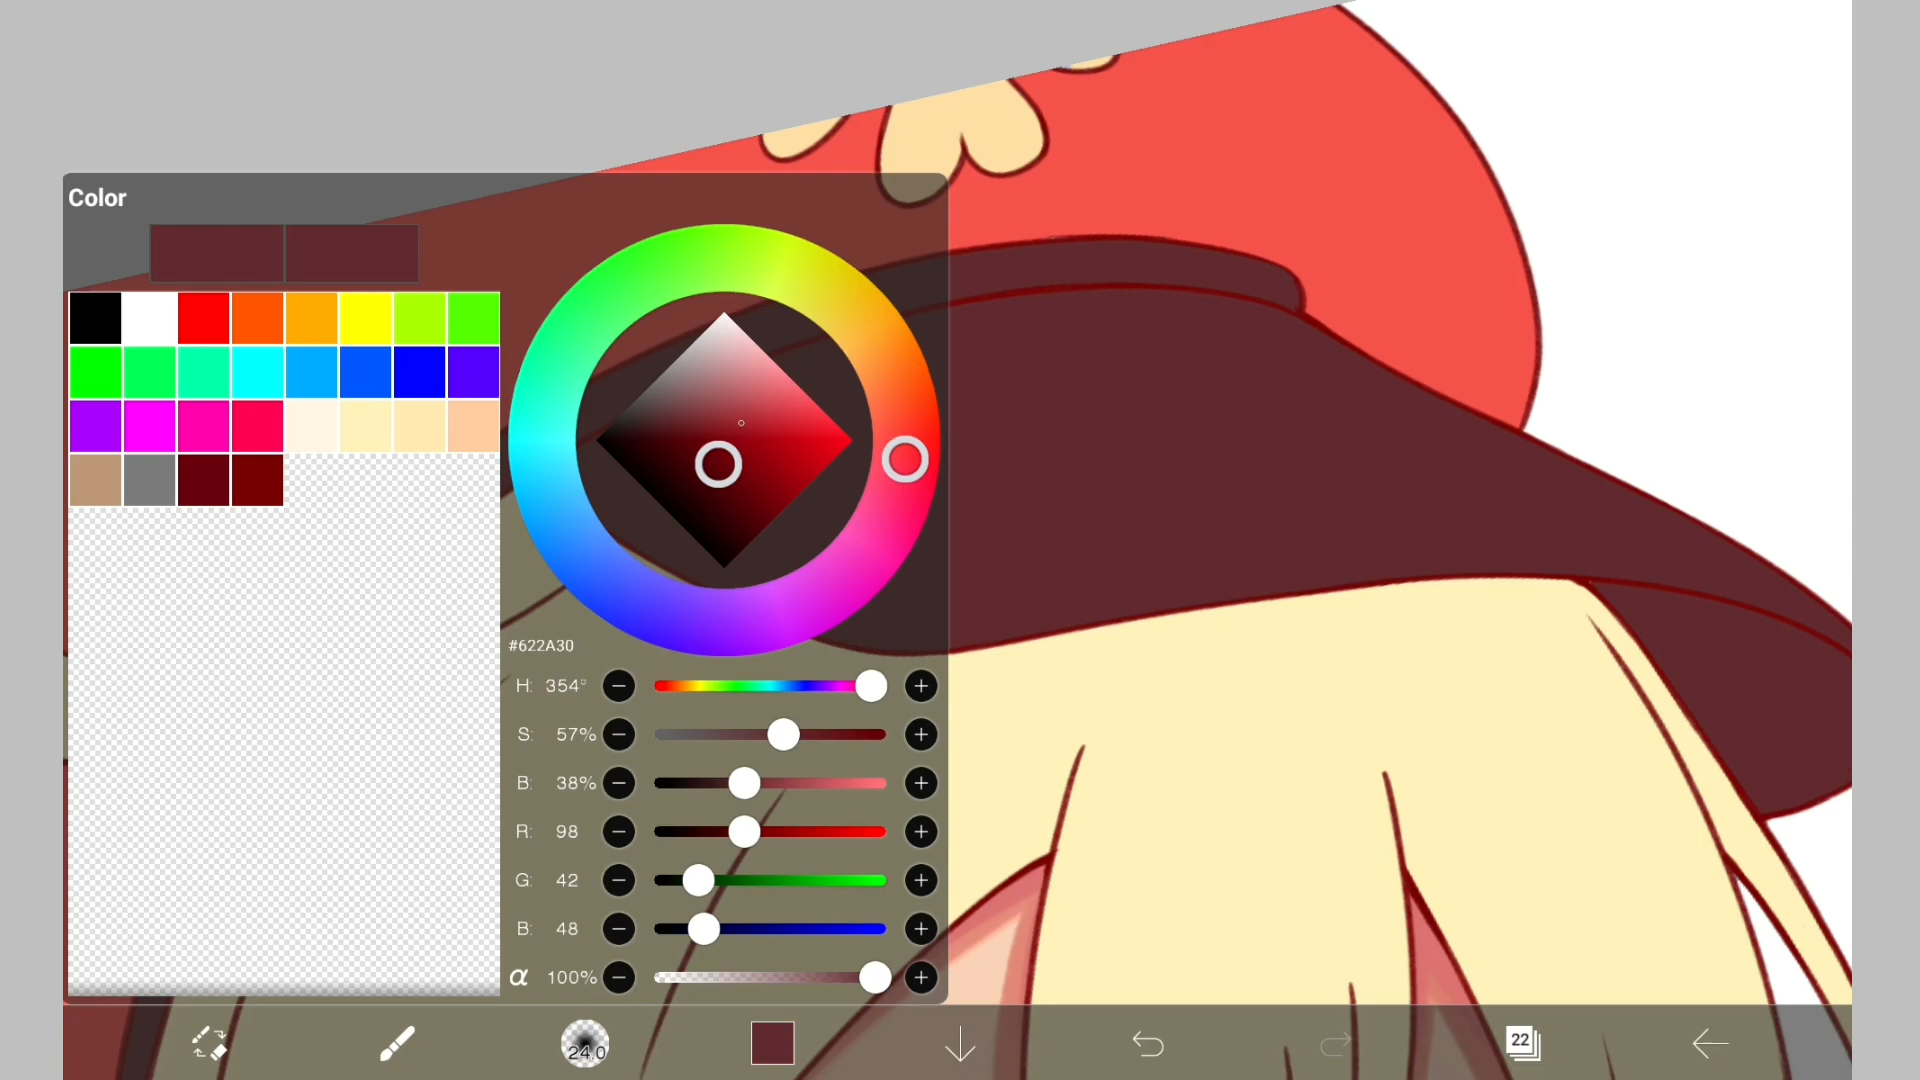 Color
#622A30
H: 354°
S: 57%
B: 38%
R: 98
G: 42
B: 48
α 100%
24.0
22